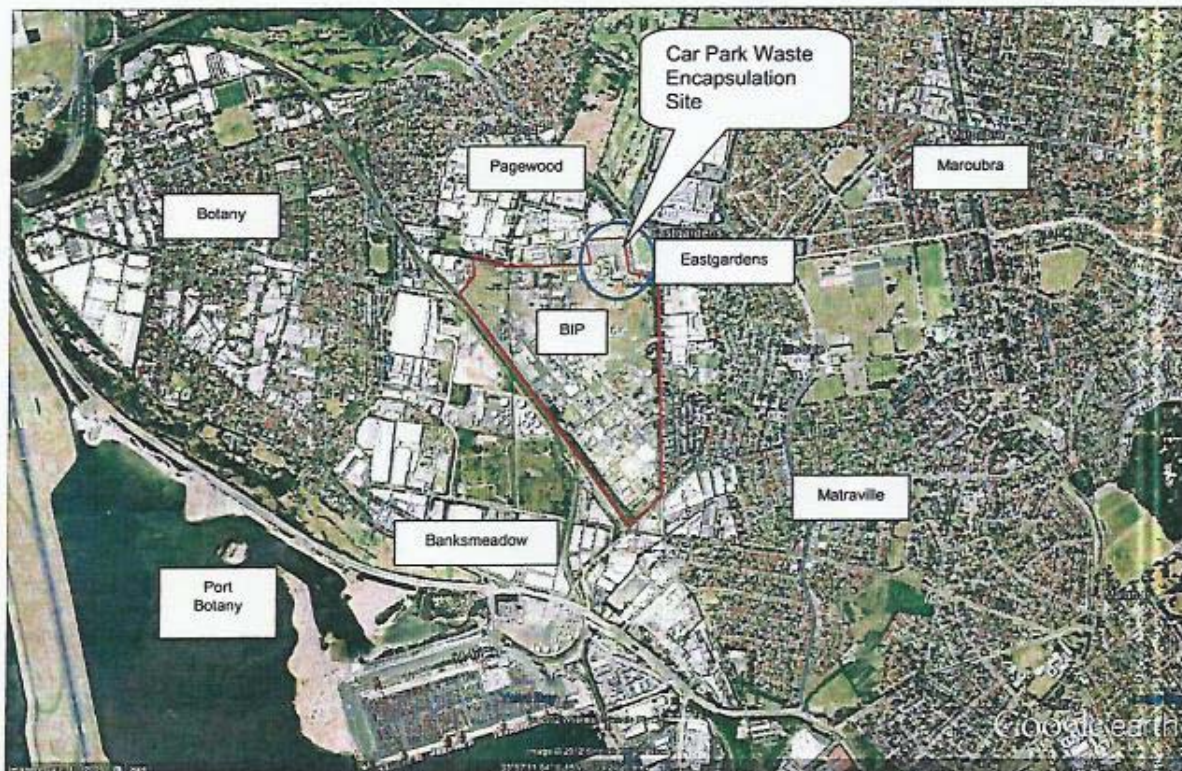 Car Park Waste
Encapsulation
Site
Pagewood
Maroubra
Botany
Eastgardens
BIP
Matraville
Banksmeadow
Port
Botany
Google earth